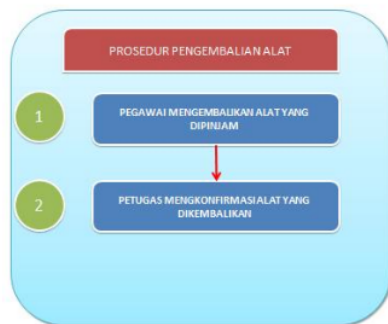 PROSEDUR PENGEMBALIAN ALAT
1
PEGAWAI MENGEMBALIKAN ALAT YANG
DIPINJAM
2
PETUGAS MENGKONFIRMASI ALAT YANG
DIKEMBALIKAN